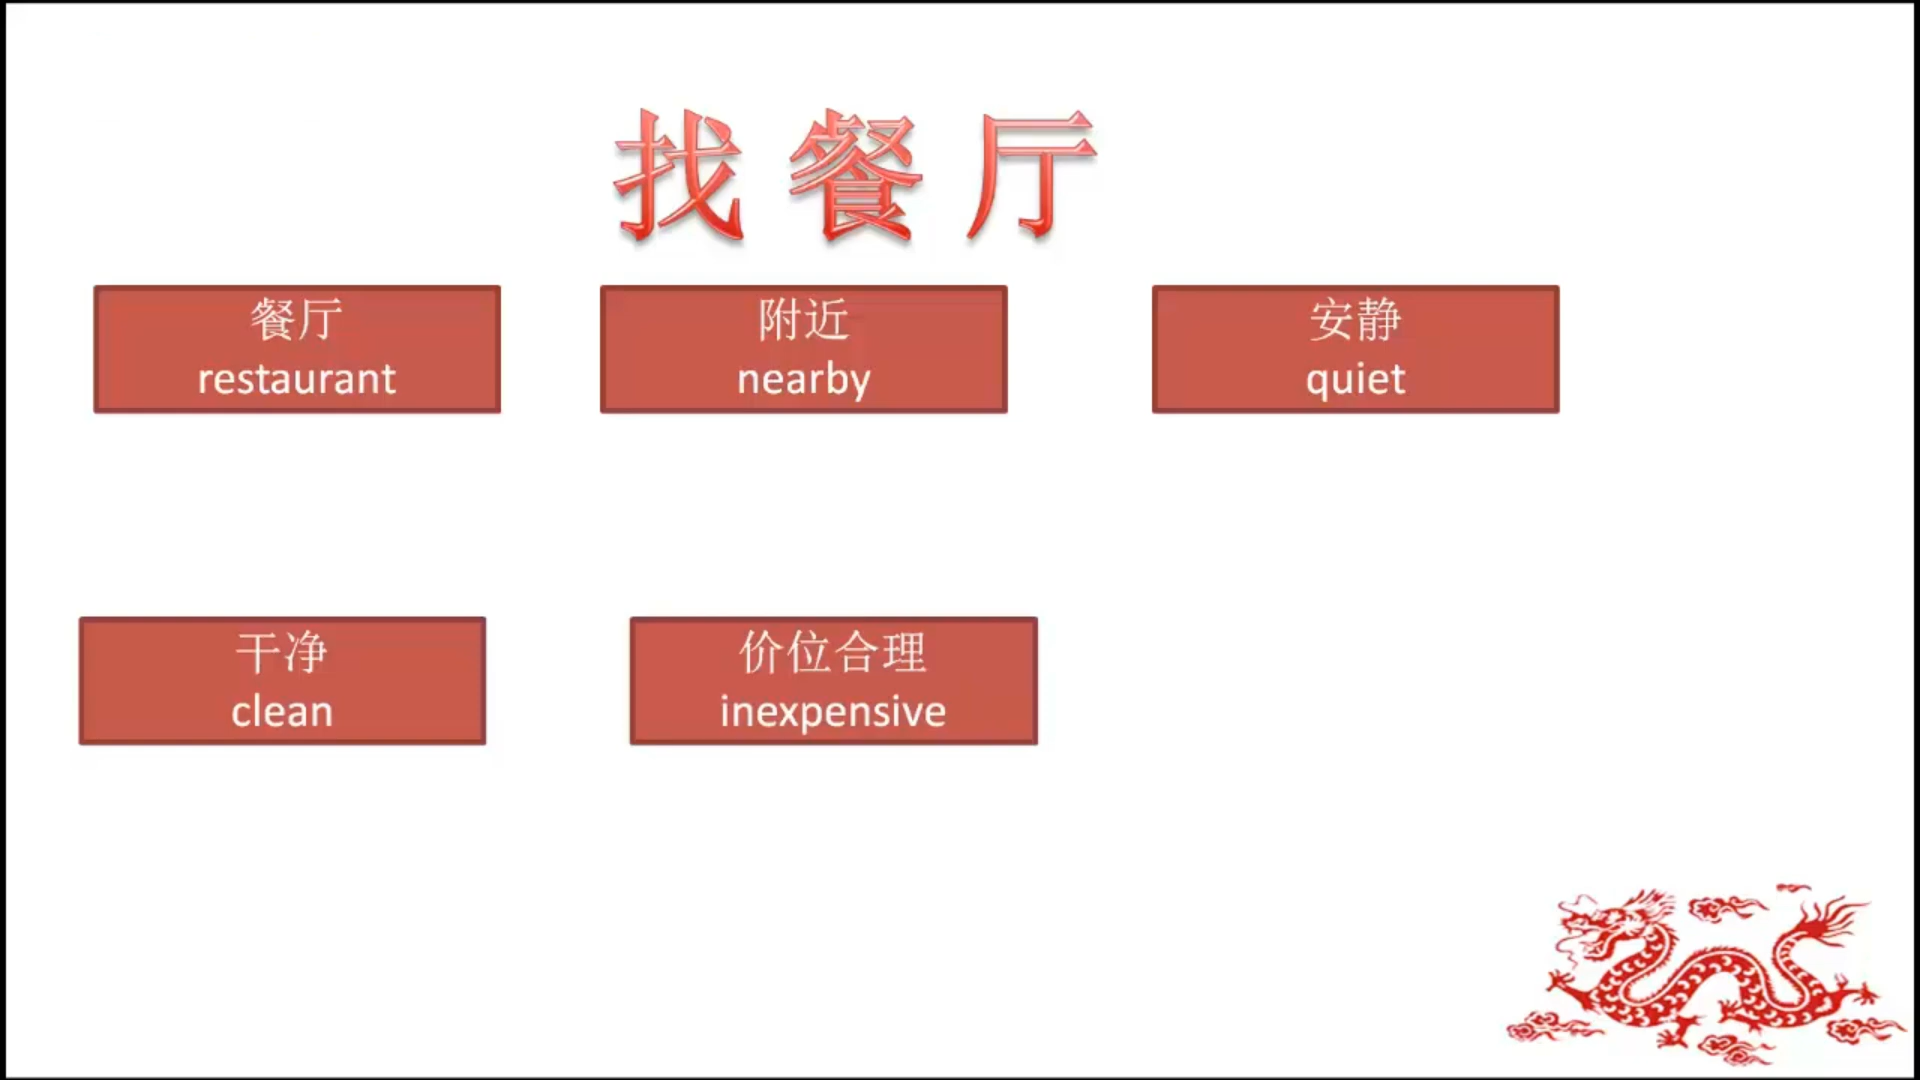 找餐厅
餐厅
restaurant
附近
nearby
安静
quiet
干净
clean
价位合理
inexpensive